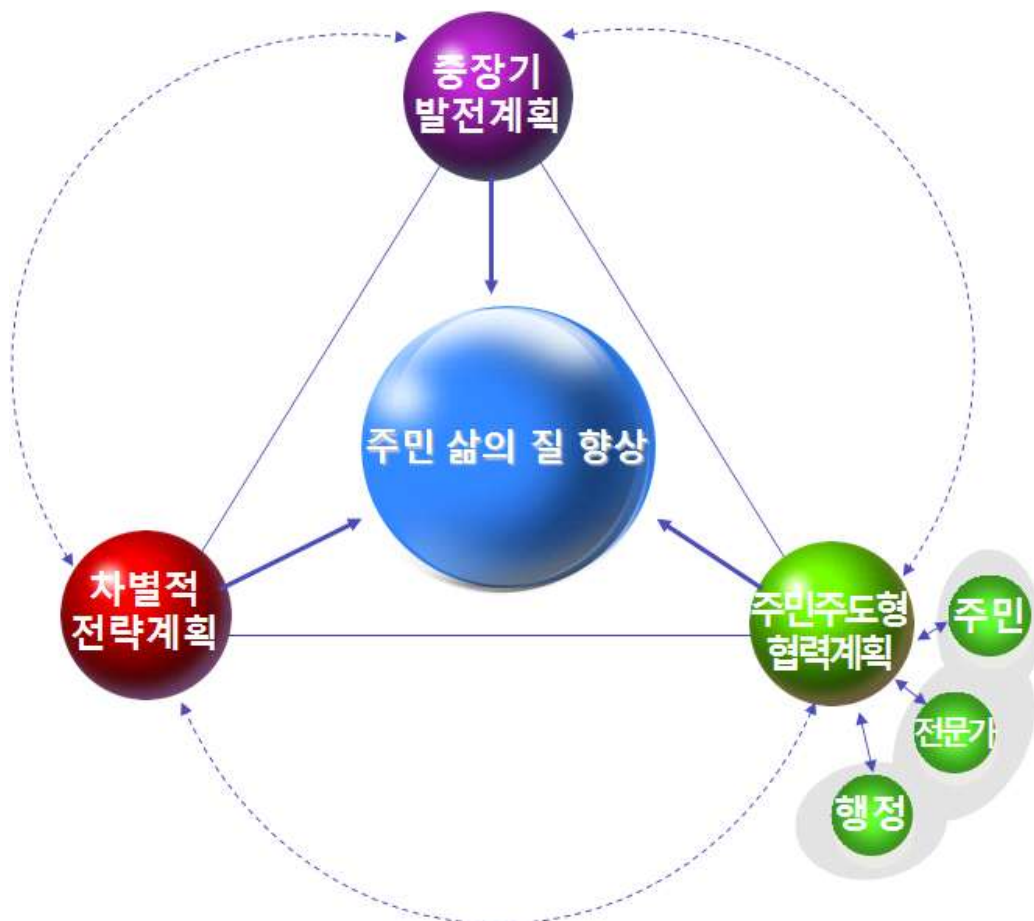 중장기
발전계획
주민 삶의 질 향상
차별적
전략계획
주민주도형
협력계획
주민
전문가
행정